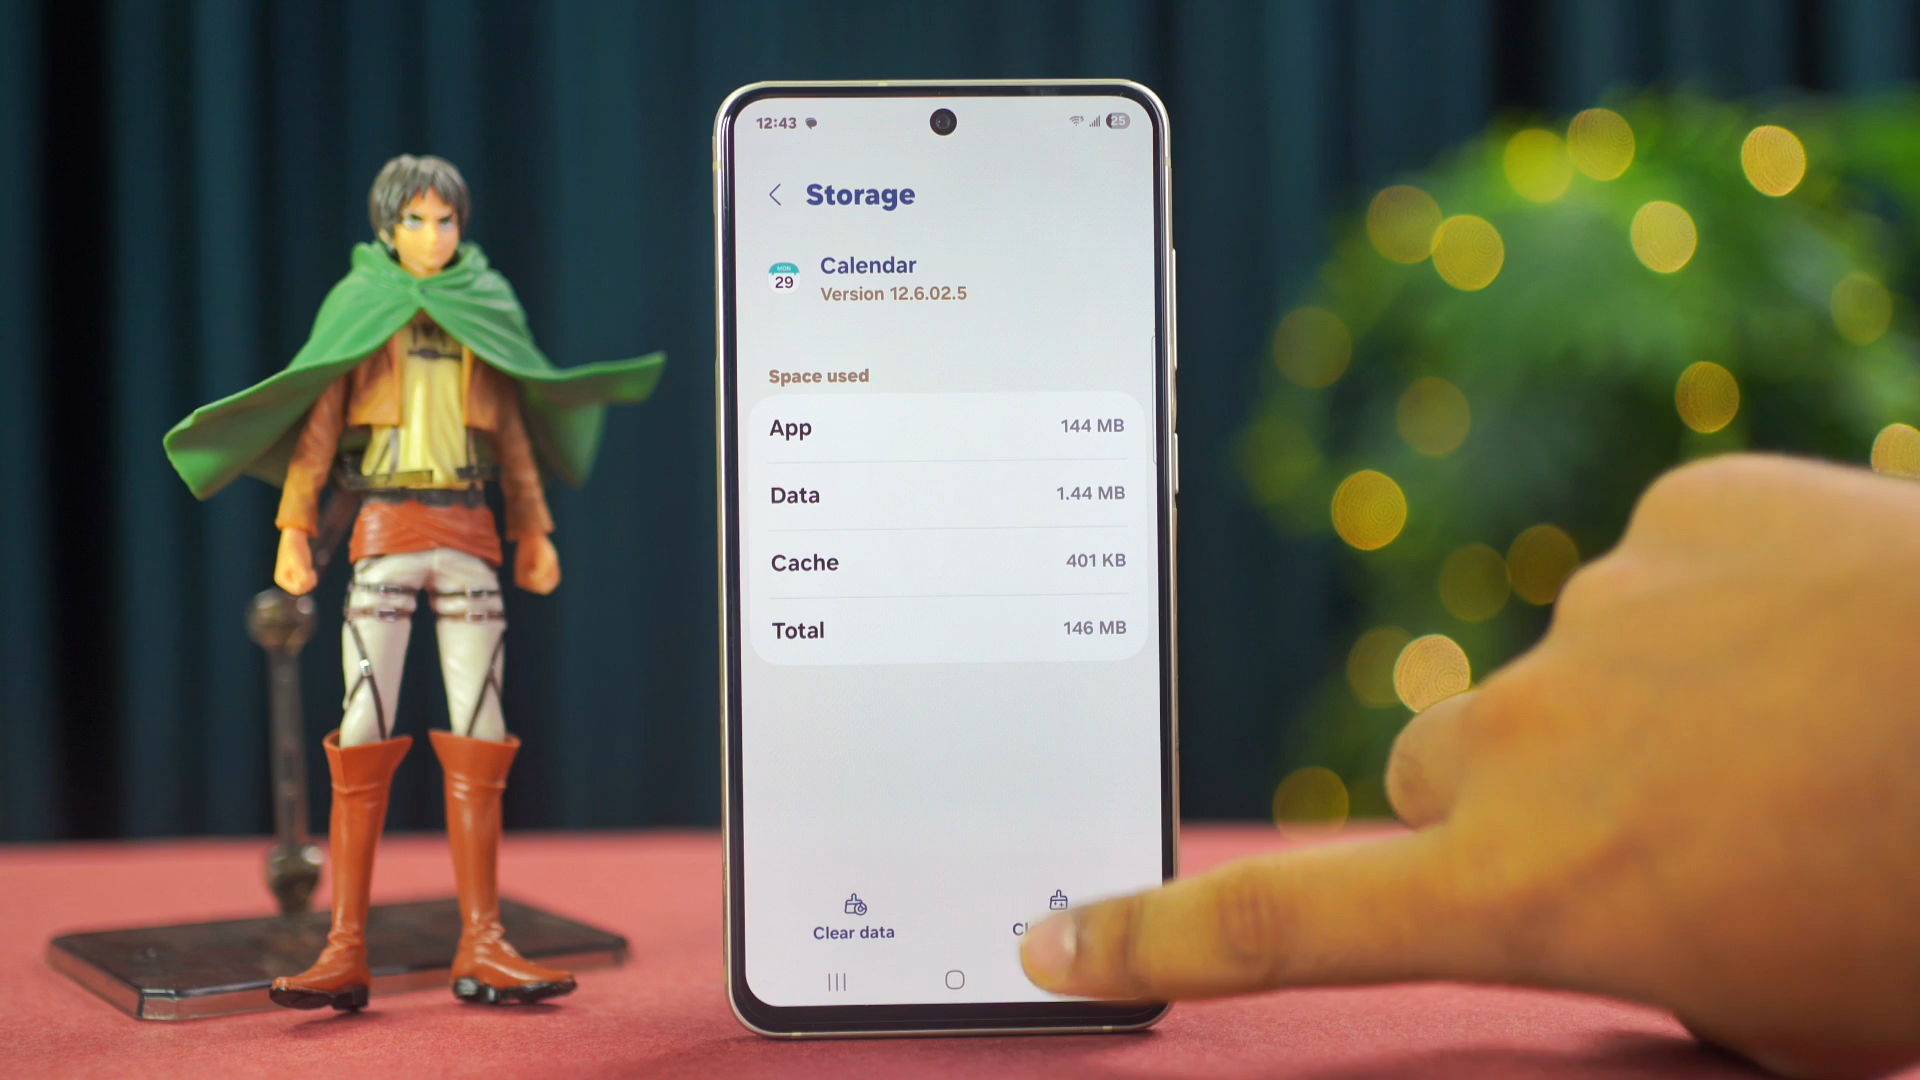 12:43
25
Storage
MON
29
Calendar
Version 12.6.02.5
Space used
App 144 MB
Data 1.44 MB
Cache 401 KB
Total 146 MB
Clear data